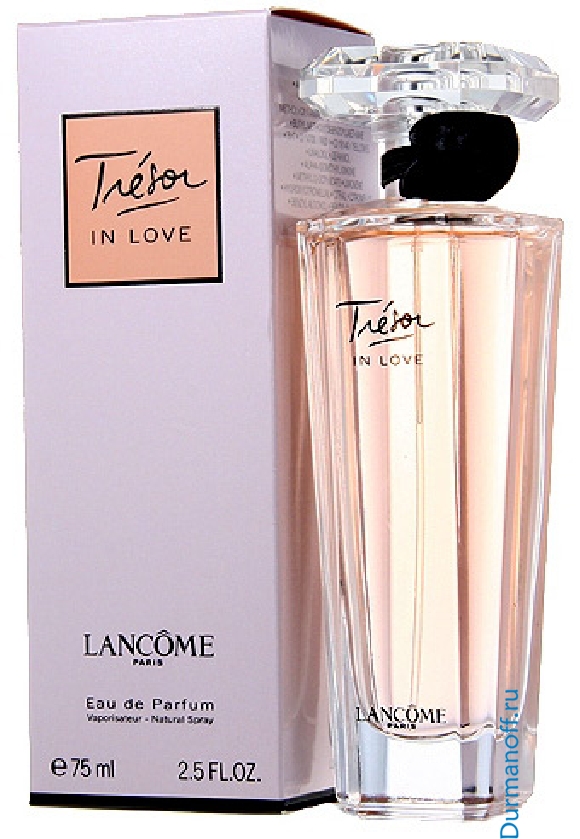 Trésor
IN LOVE
LANCÔME
PARIS
Eau de Parfum
Vaporisateur - Natural Spray
e 75 ml 2.5 FL.OZ.
Trésor
IN LOVE
LANCÔME
PARIS
Durmanoff.ru